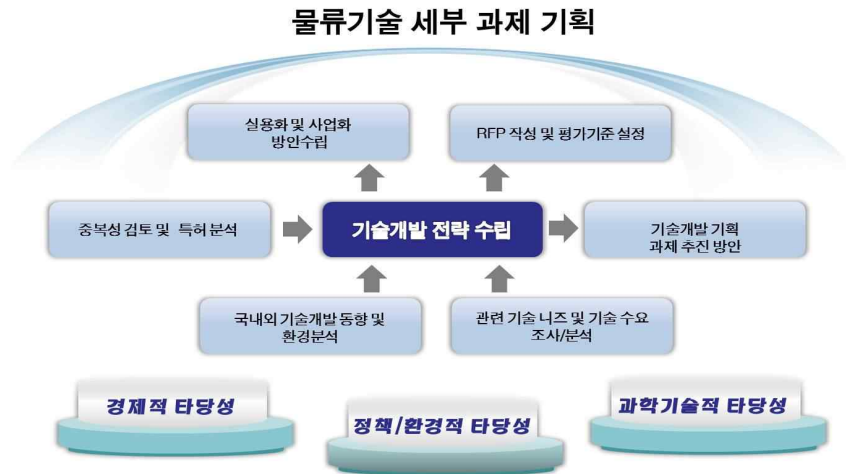 물류기술 세부 과제 기획
실용화 및 사업화
방안수립
RFP 작성 및 평가기준 설정
중복성 검토 및 특허 분석
기술개발 전략 수립
기술개발 기획
과제 추진 방안
국내외 기술개발 동향 및
환경분석
관련 기술 니즈 및 기술 수요
조사/분석
경제적 타당성
정책/환경적 타당성
과학기술적 타당성